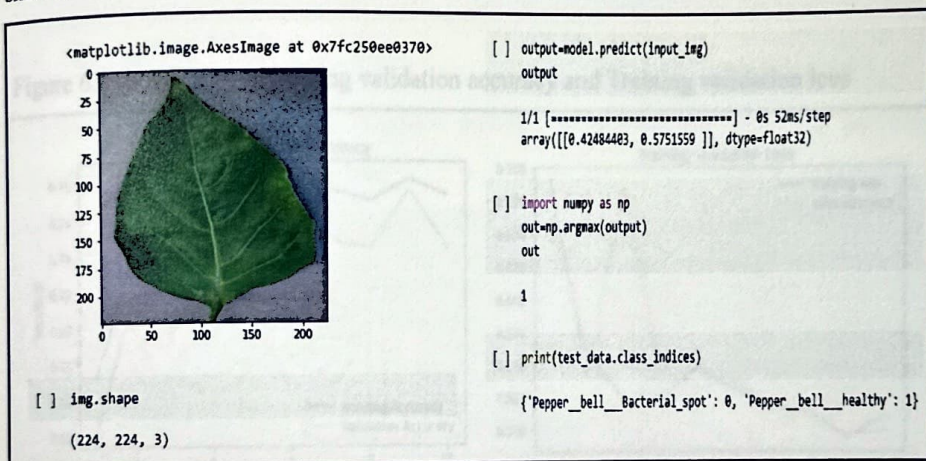 <matplotlib.image.AxesImage at 0x7fc250ee0370>
0
25
50
75
100
125
150
175
200
0 50 100 150 200
[ ] img.shape
(224, 224, 3)
[ ] output=model.predict(input_img)
output
1/1 [==============================] - 0s 52ms/step
array([[0.42484403, 0.5751559 ]], dtype=float32)
[ ] import numpy as np
out=np.argmax(output)
out
1
[ ] print(test_data.class_indices)
{'Pepper__bell___Bacterial_spot': 0, 'Pepper__bell___healthy': 1}